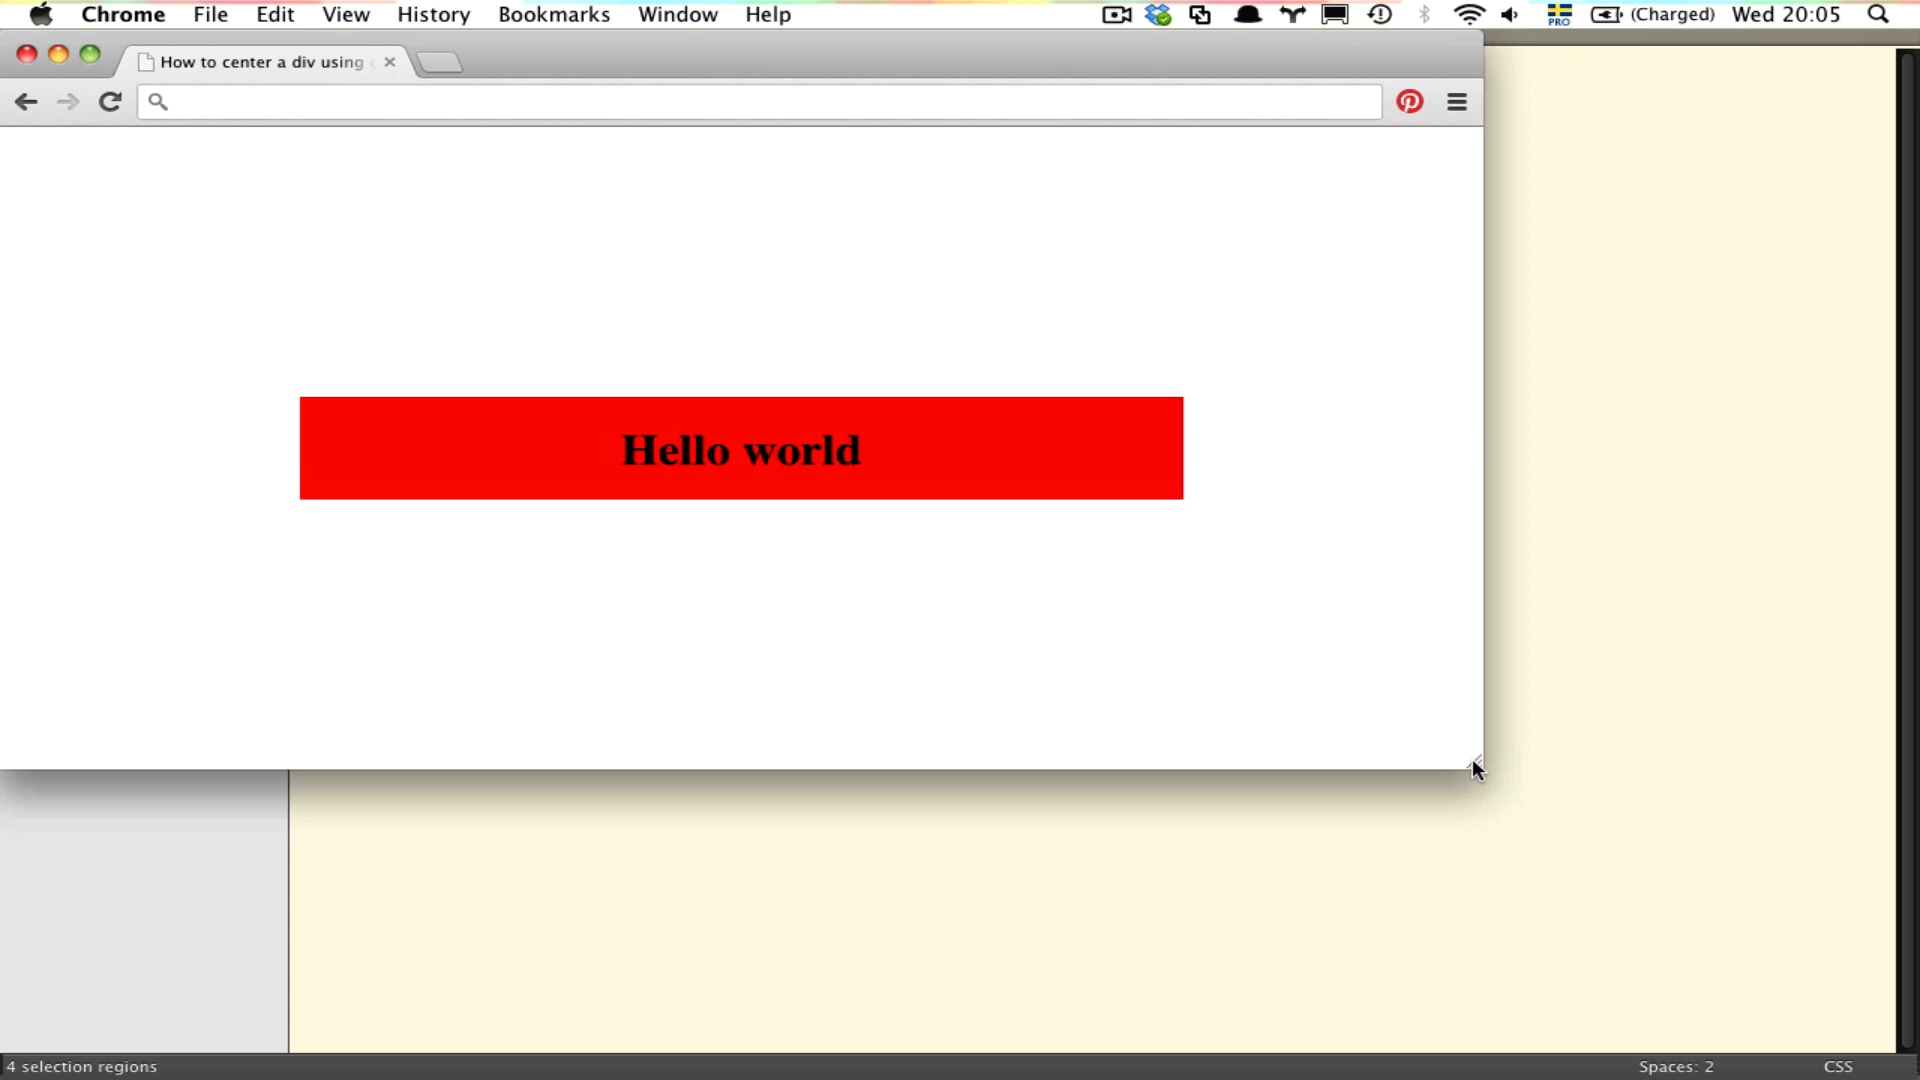 Chrome File Edit View History Bookmarks Window Help PRO (Charged) Wed 20:05
How to center a div using
Hello world
4 selection regions Spaces: 2 CSS